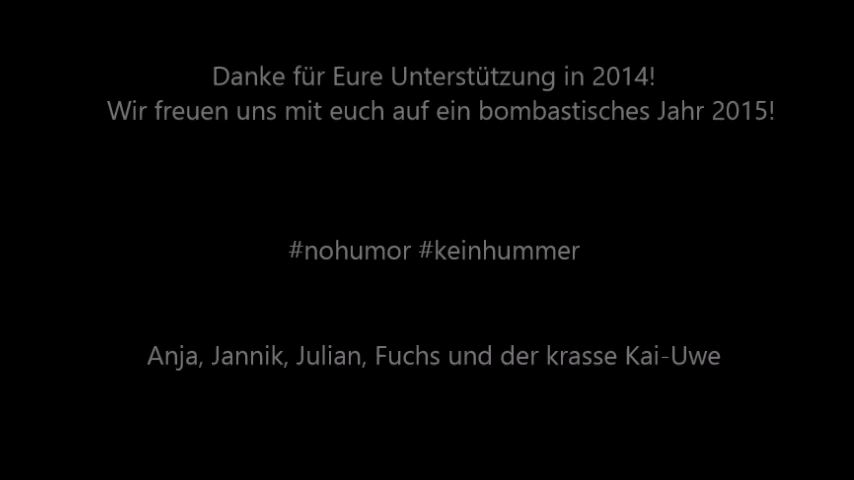 Danke für Eure Unterstützung in 2014!
Wir freuen uns mit euch auf ein bombastisches Jahr 2015!
#nohumor #keinhummer
Anja, Jannik, Julian, Fuchs und der krasse Kai-Uwe